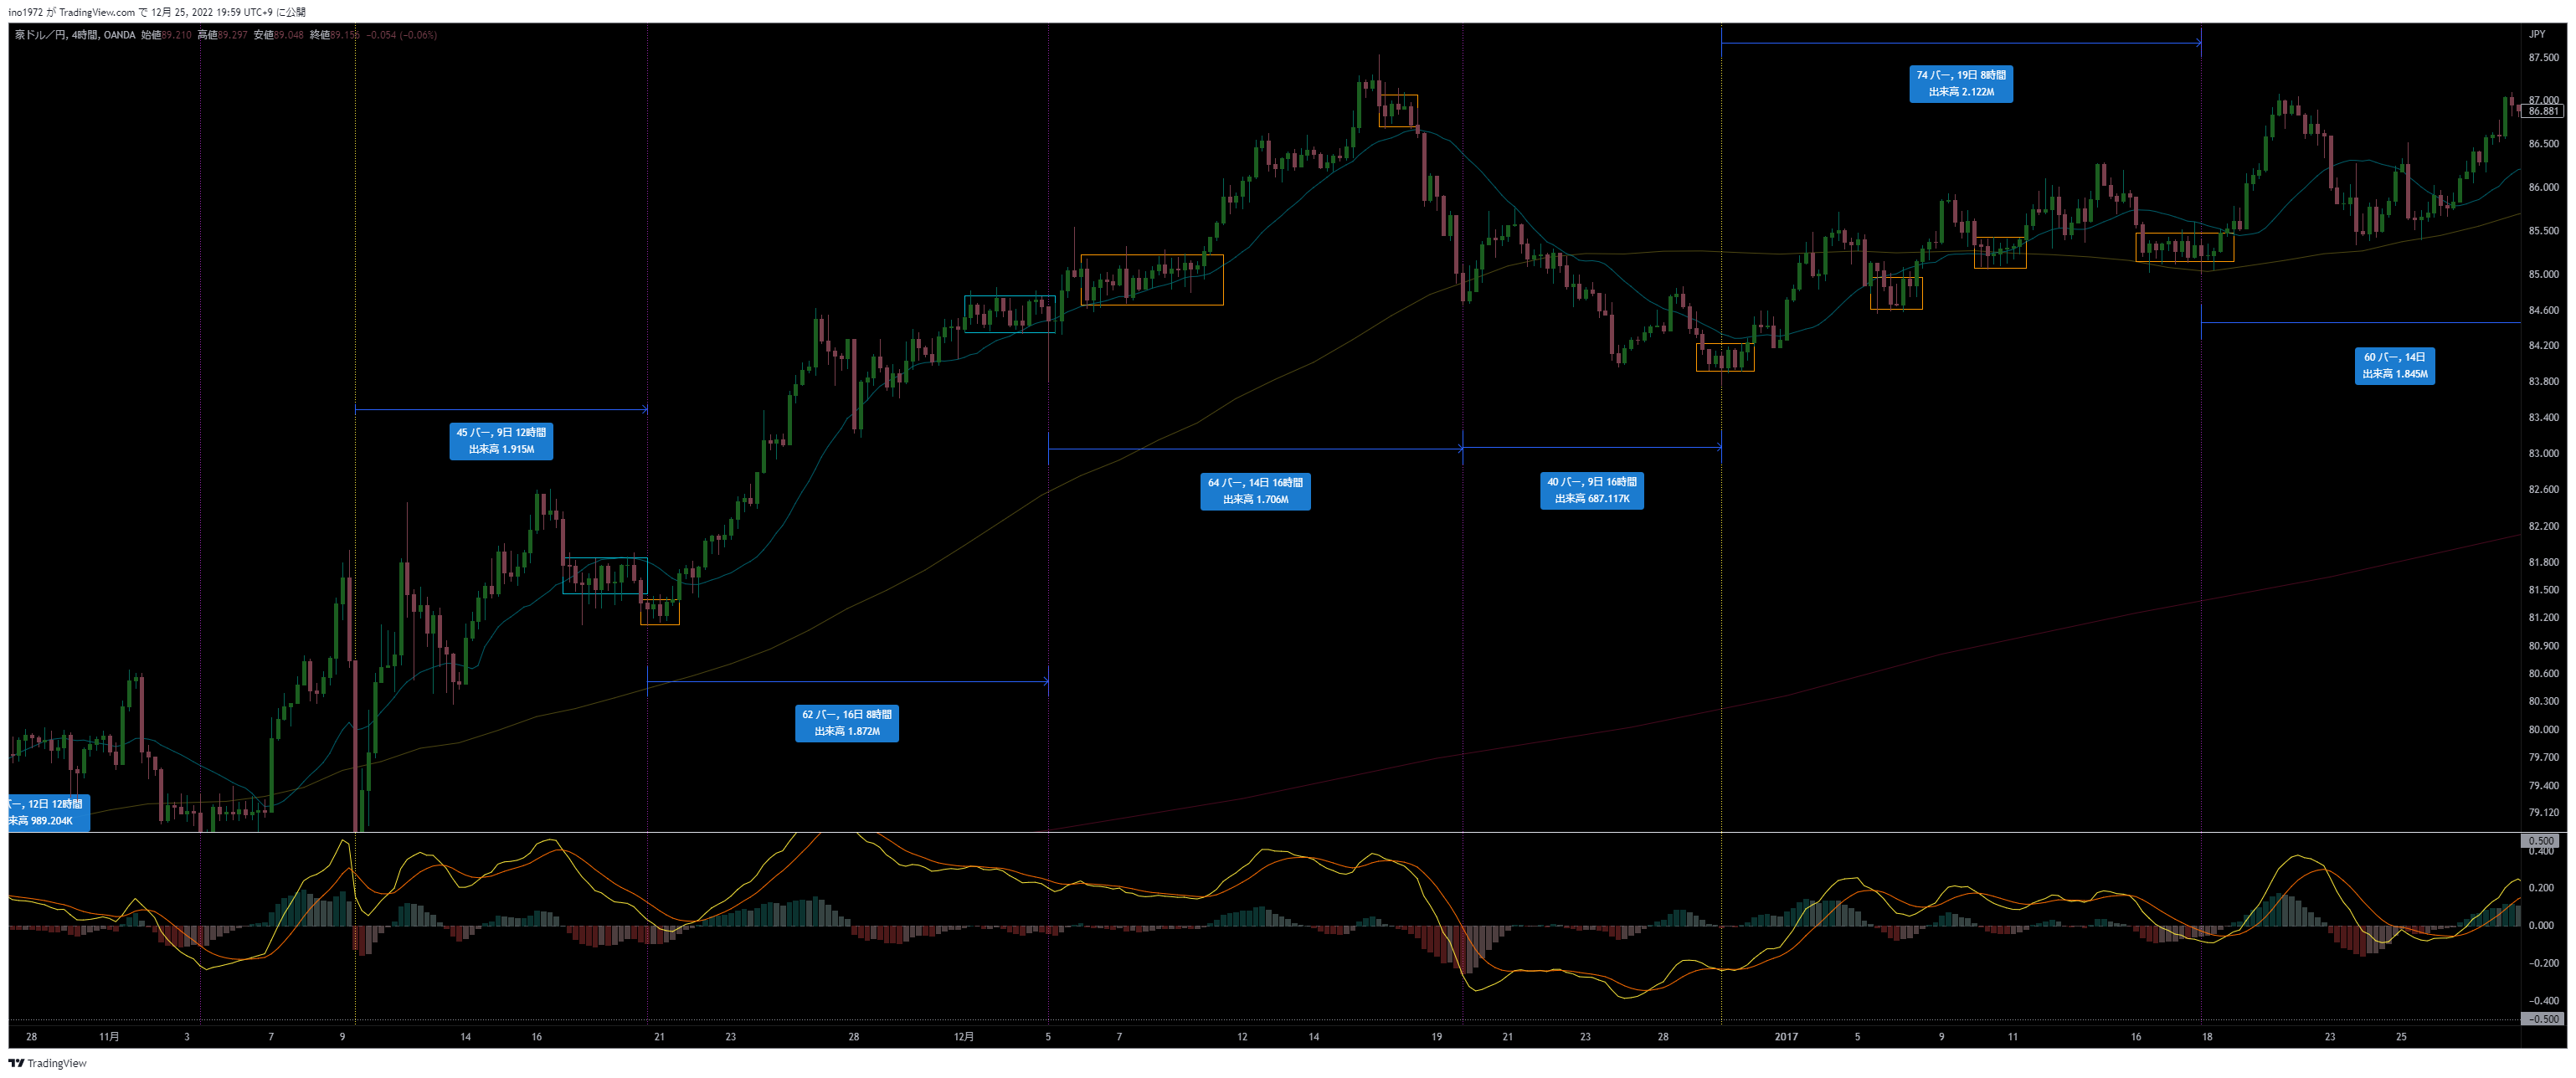 ino1972 が TradingView.com で 12月 25, 2022 19:59 UTC+9 に公開
豪ドル／円, 4時間, OANDA 始値89.210 高値89.297 安値89.048 終値89.155 −0.054 (−0.06%)
JPY
87.500
87.000
86.881
86.500
86.000
85.500
85.000
84.600
84.200
83.800
83.400
83.000
82.600
82.200
81.800
81.500
81.200
80.900
80.600
80.300
80.000
79.700
79.400
79.120
74 バー, 19日 8時間
出来高 2.122M
60 バー, 14日
出来高 1.845M
45 バー, 9日 12時間
出来高 1.915M
64 バー, 14日 16時間
出来高 1.706M
40 バー, 9日 16時間
出来高 687.117K
62 バー, 16日 8時間
出来高 1.872M
バー, 12日 12時間
来高 989.204K
0.500
0.400
0.200
0.000
−0.200
−0.400
−0.500
28 11月 3 7 9 14 16 21 23 28 12月 5 7 12 14 19 21 23 28 2017 5 9 11 16 18 23 25
TradingView